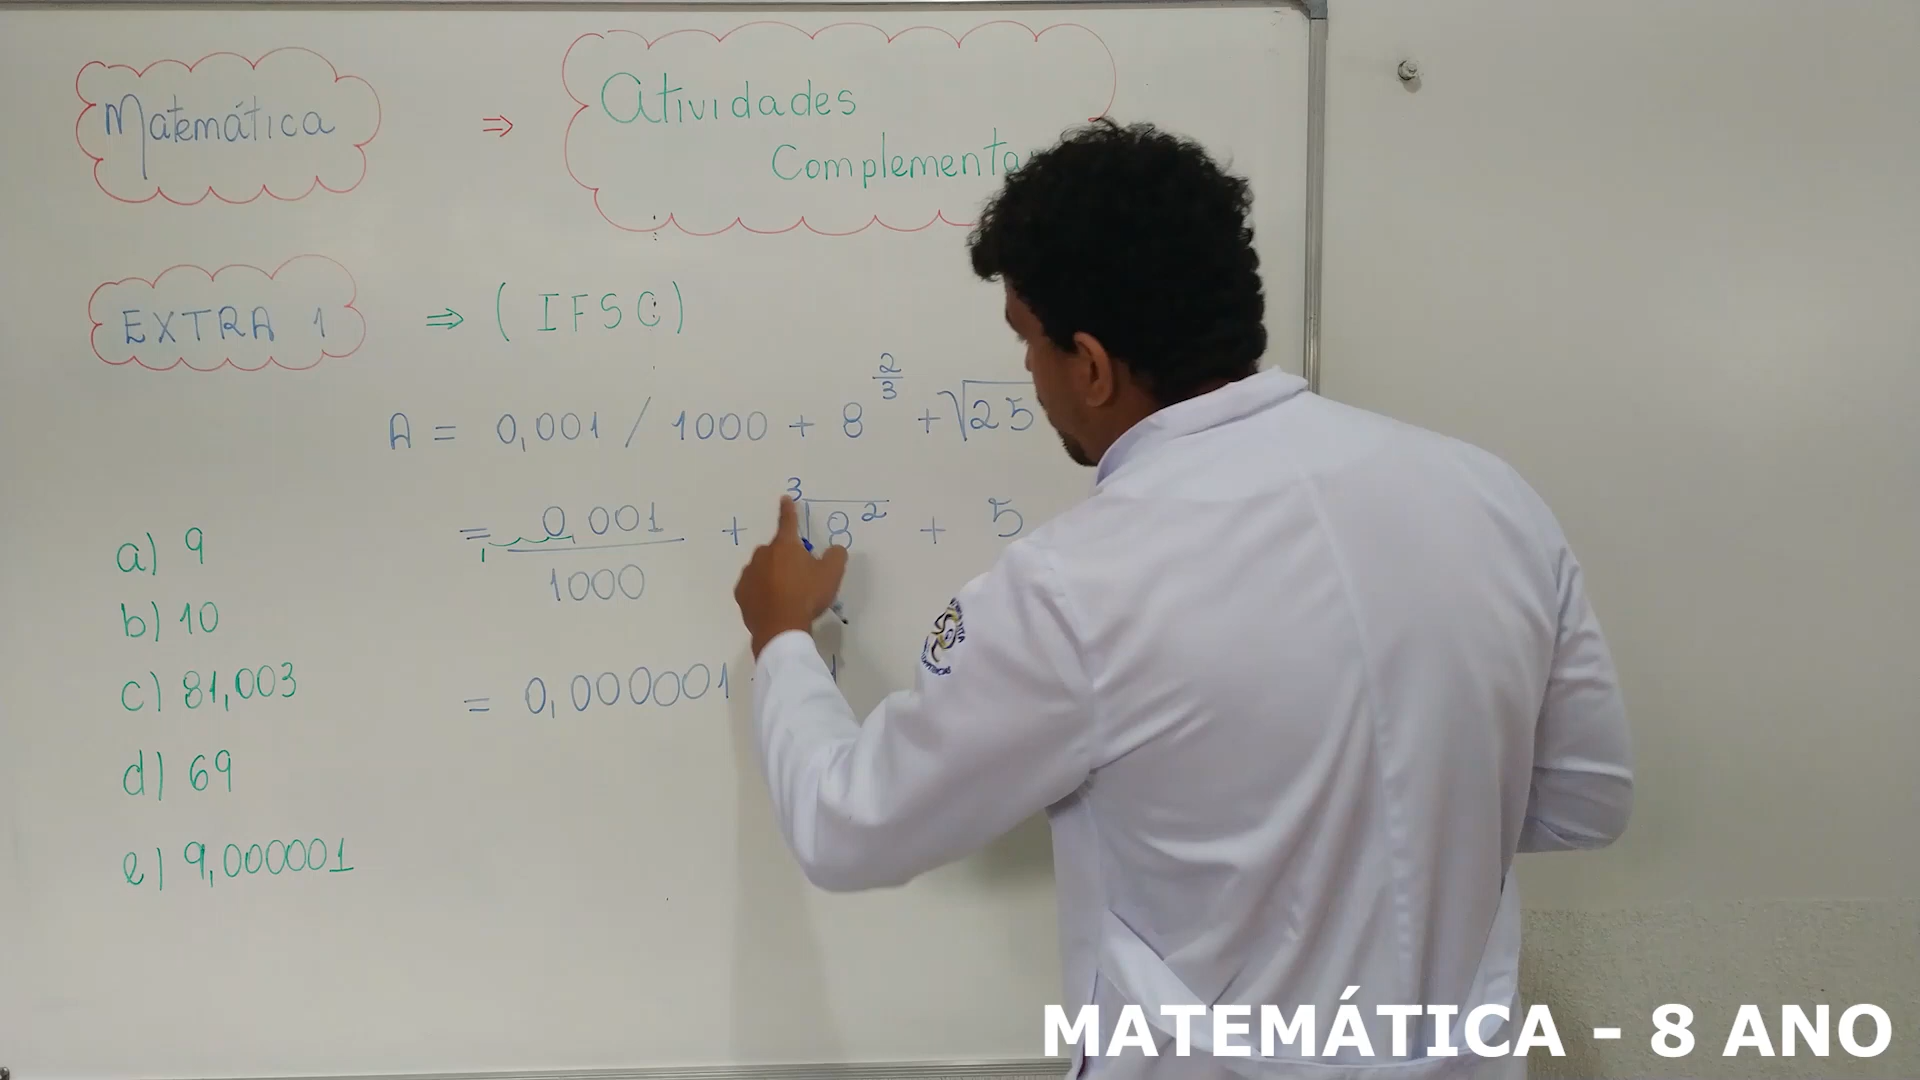 Matemática ⇒ Atividades
Complementa
EXTRA 1 ⇒ (IFSC)
A = 0,001 / 1000 + 8^(2/3) + √25
= 0,001/1000 + ³√8² + 5
= 0,000001
a) 9
b) 10
c) 81,003
d) 69
e) 9,000001
MATEMÁTICA - 8 ANO